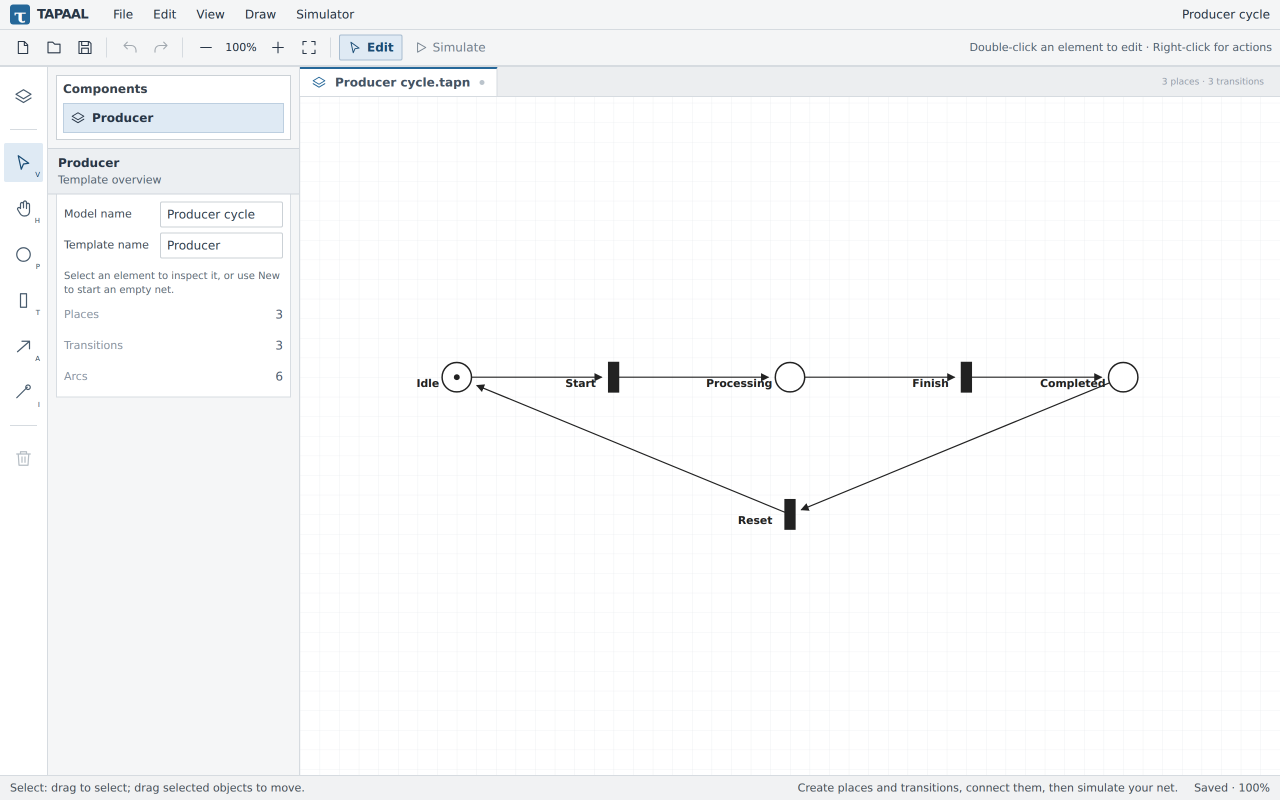 τ TAPAAL File Edit View Draw Simulator Producer cycle
100% Edit Simulate Double-click an element to edit · Right-click for actions
Components
Producer
Producer
Template overview
Model name Producer cycle
Template name Producer
Select an element to inspect it, or use New
to start an empty net.
Places 3
Transitions 3
Arcs 6
V
H
P
T
A
I
Producer cycle.tapn 3 places · 3 transitions
Idle Start Processing Finish Completed
Reset
Select: drag to select; drag selected objects to move. Create places and transitions, connect them, then simulate your net. Saved · 100%